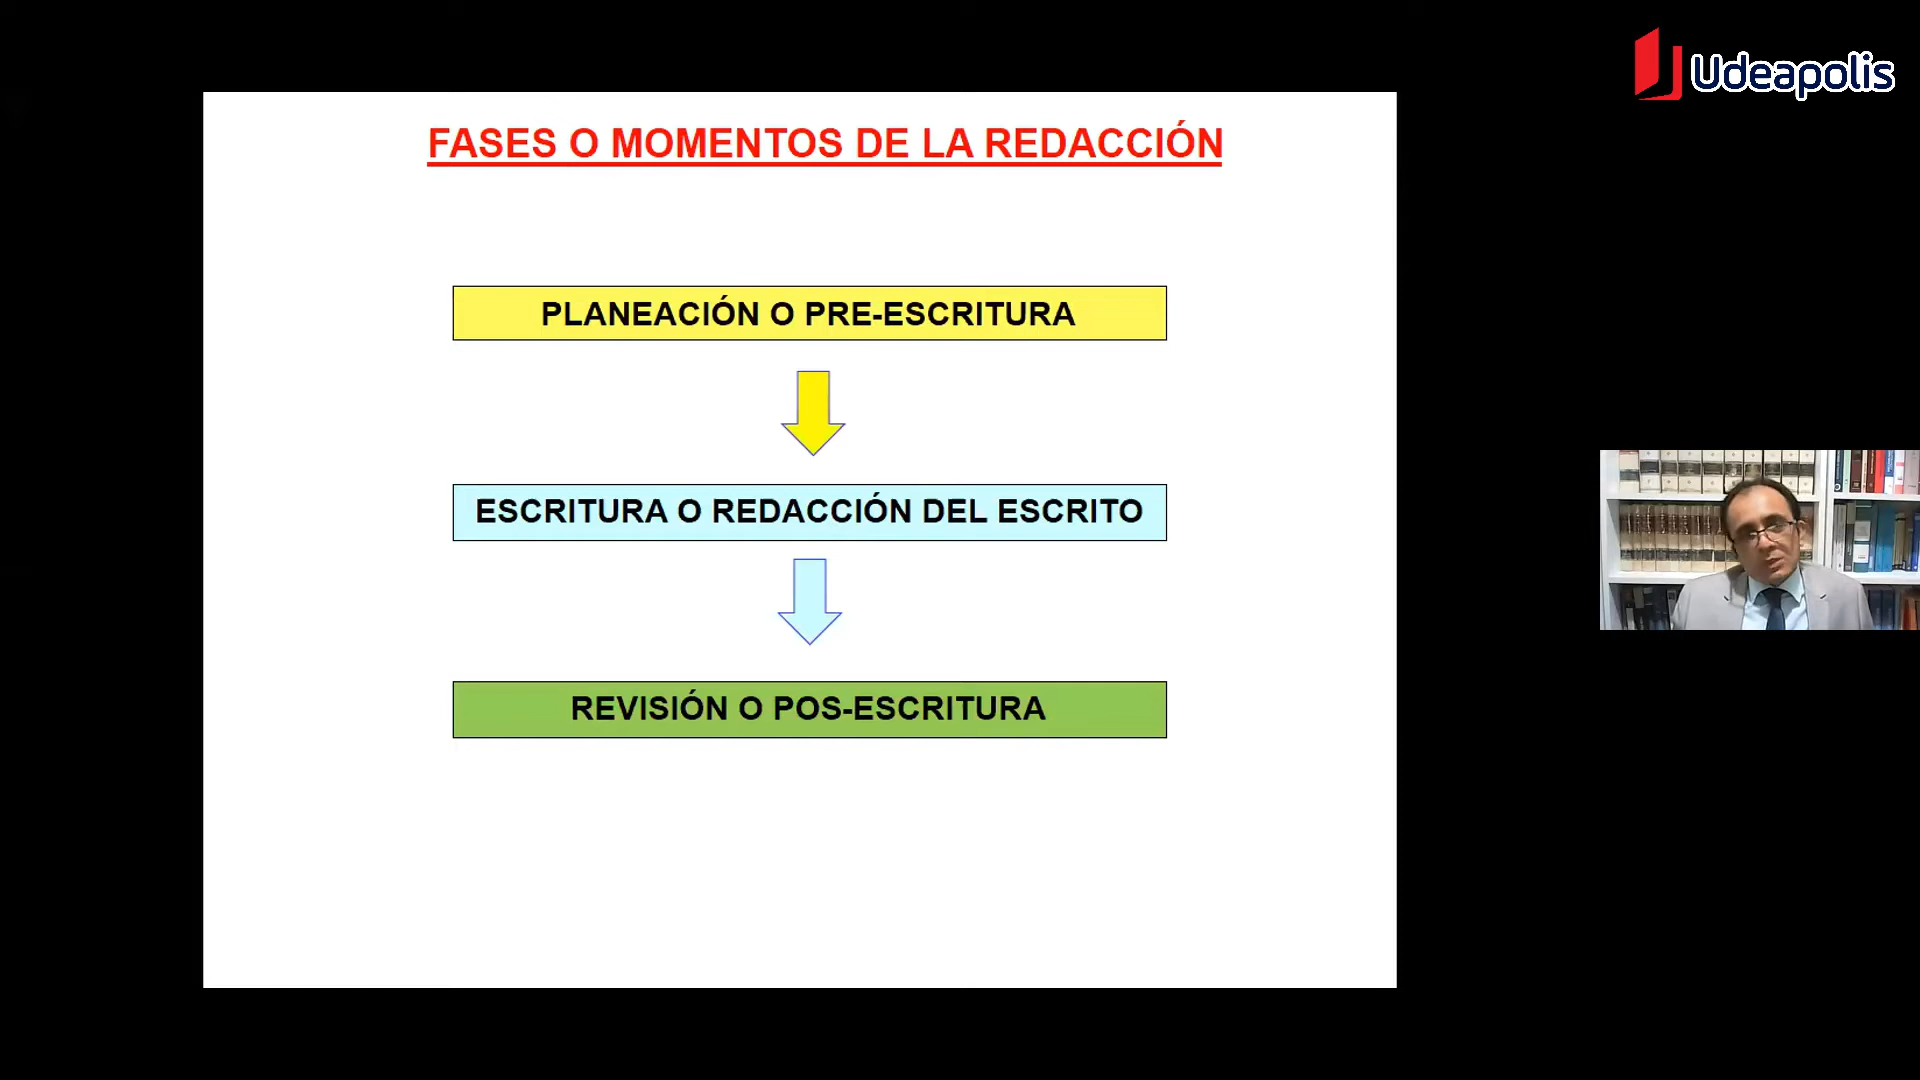 Udeapolis
FASES O MOMENTOS DE LA REDACCIÓN
PLANEACIÓN O PRE-ESCRITURA
ESCRITURA O REDACCIÓN DEL ESCRITO
REVISIÓN O POS-ESCRITURA